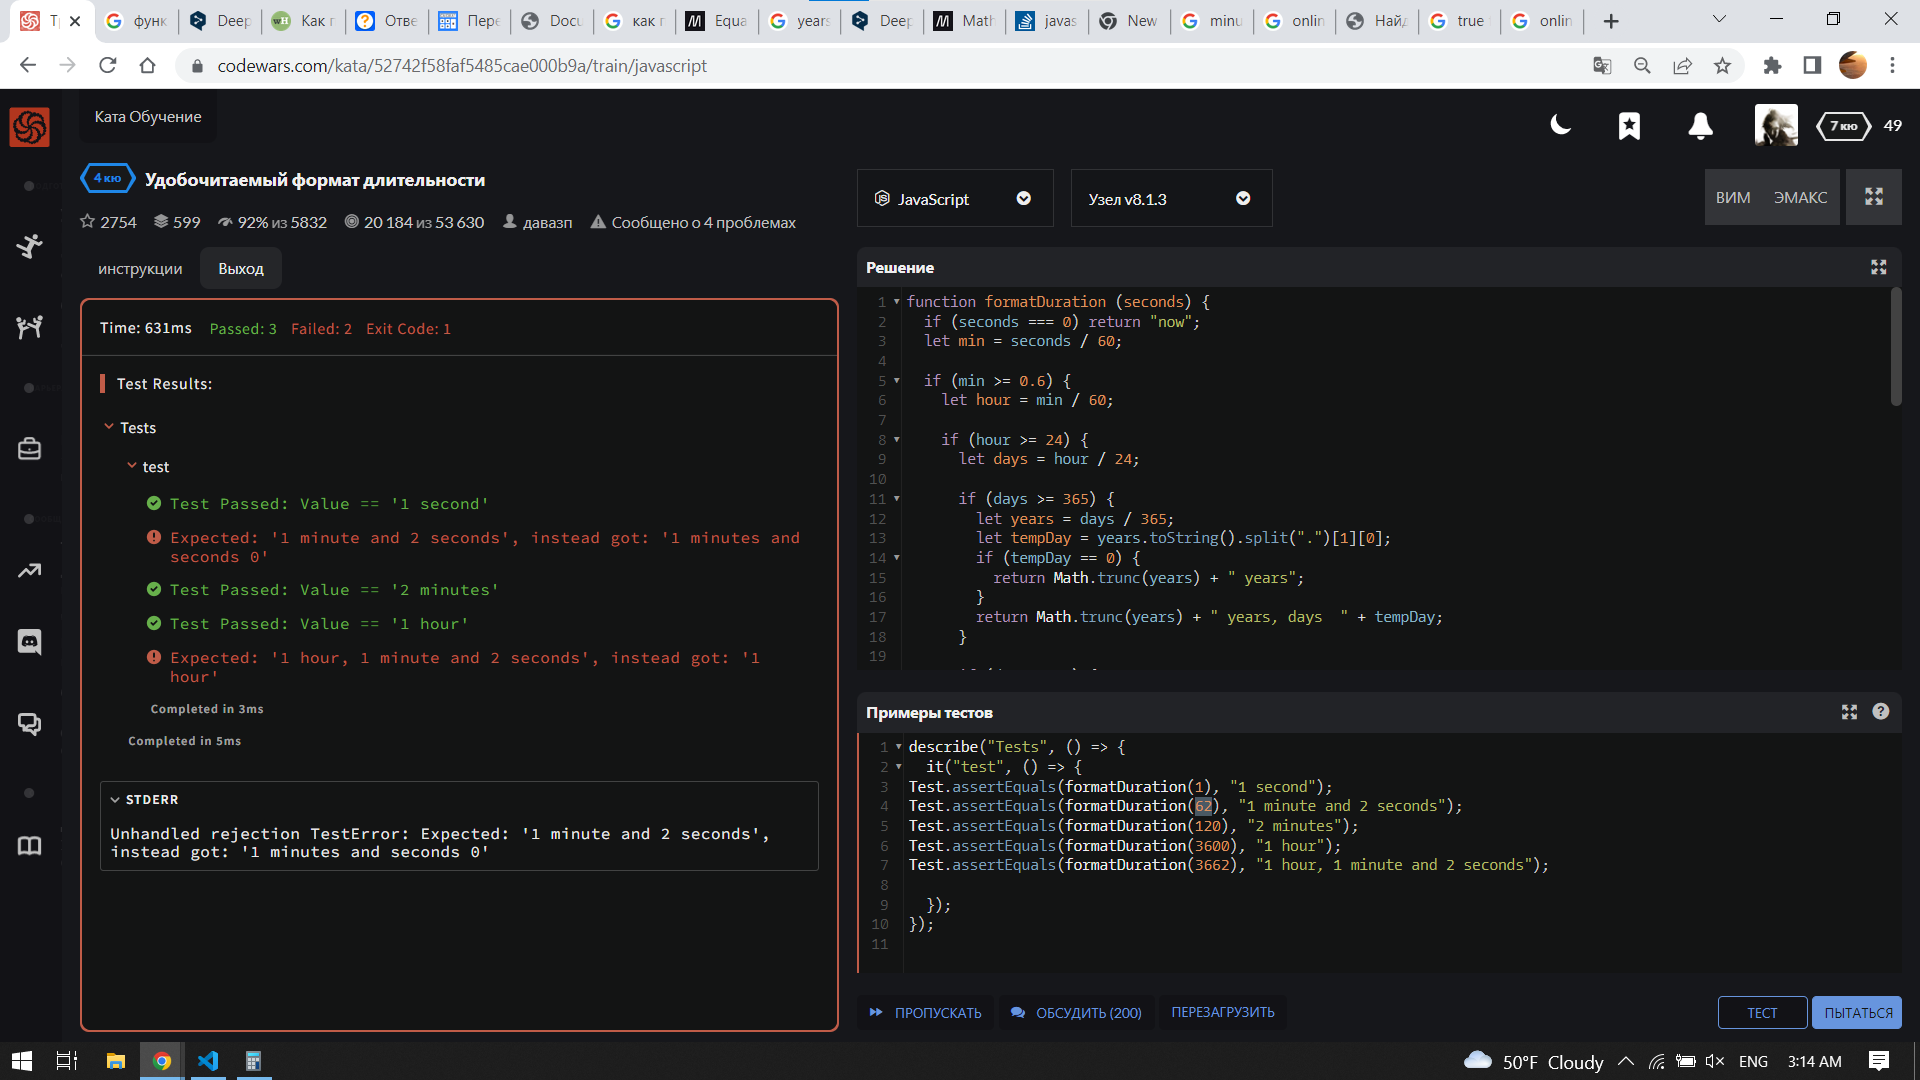 Тр
функ
Deep
Как п
Отве
Пере
Docu
как п
Equa
years
Deep
Math
javas
New
minu
onlin
Найд
true
onlin
codewars.com/kata/52742f58faf5485cae000b9a/train/javascript
Ката Обучение
7 кю
49
4 кю
Удобочитаемый формат длительности
2754
599
92% из 5832
20 184 из 53 630
давазп
Сообщено о 4 проблемах
инструкции
Выход
JavaScript
Узел v8.1.3
ВИМ
ЭМАКС
Time: 631ms Passed: 3 Failed: 2 Exit Code: 1
Test Results:
Tests
test
Test Passed: Value == '1 second'
Expected: '1 minute and 2 seconds', instead got: '1 minutes and
seconds 0'
Test Passed: Value == '2 minutes'
Test Passed: Value == '1 hour'
Expected: '1 hour, 1 minute and 2 seconds', instead got: '1
hour'
Completed in 3ms
Completed in 5ms
STDERR
Unhandled rejection TestError: Expected: '1 minute and 2 seconds',
instead got: '1 minutes and seconds 0'
Решение
1 function formatDuration (seconds) {
2 if (seconds === 0) return "now";
3 let min = seconds / 60;
4
5 if (min >= 0.6) {
6 let hour = min / 60;
7
8 if (hour >= 24) {
9 let days = hour / 24;
10
11 if (days >= 365) {
12 let years = days / 365;
13 let tempDay = years.toString().split(".")[1][0];
14 if (tempDay == 0) {
15 return Math.trunc(years) + " years";
16 }
17 return Math.trunc(years) + " years, days  " + tempDay;
18 }
19
Примеры тестов
1 describe("Tests", () => {
2 it("test", () => {
3 Test.assertEquals(formatDuration(1), "1 second");
4 Test.assertEquals(formatDuration(62), "1 minute and 2 seconds");
5 Test.assertEquals(formatDuration(120), "2 minutes");
6 Test.assertEquals(formatDuration(3600), "1 hour");
7 Test.assertEquals(formatDuration(3662), "1 hour, 1 minute and 2 seconds");
8
9 });
10 });
11
ПРОПУСКАТЬ
ОБСУДИТЬ (200)
ПЕРЕЗАГРУЗИТЬ
ТЕСТ
ПЫТАТЬСЯ
50°F Cloudy
ENG
3:14 AM